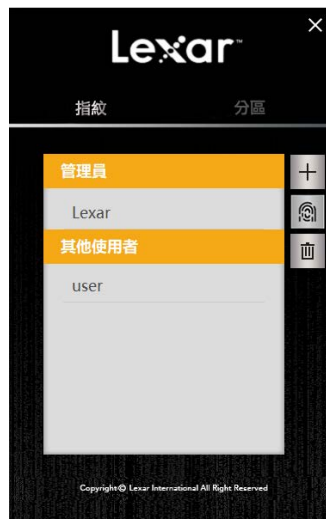 Lexar™
指紋
分區
管理員
Lexar
其他使用者
user
Copyright© Lexar International All Right Reserved